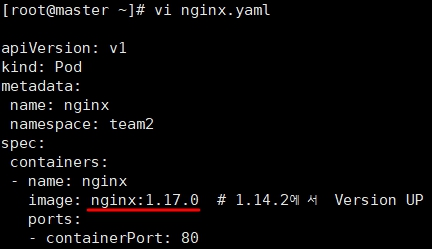 [root@master ~]# vi nginx.yaml
apiVersion: v1
kind: Pod
metadata:
 name: nginx
 namespace: team2
spec:
 containers:
 - name: nginx
   image: nginx:1.17.0  # 1.14.2에서  Version UP
   ports:
   - containerPort: 80